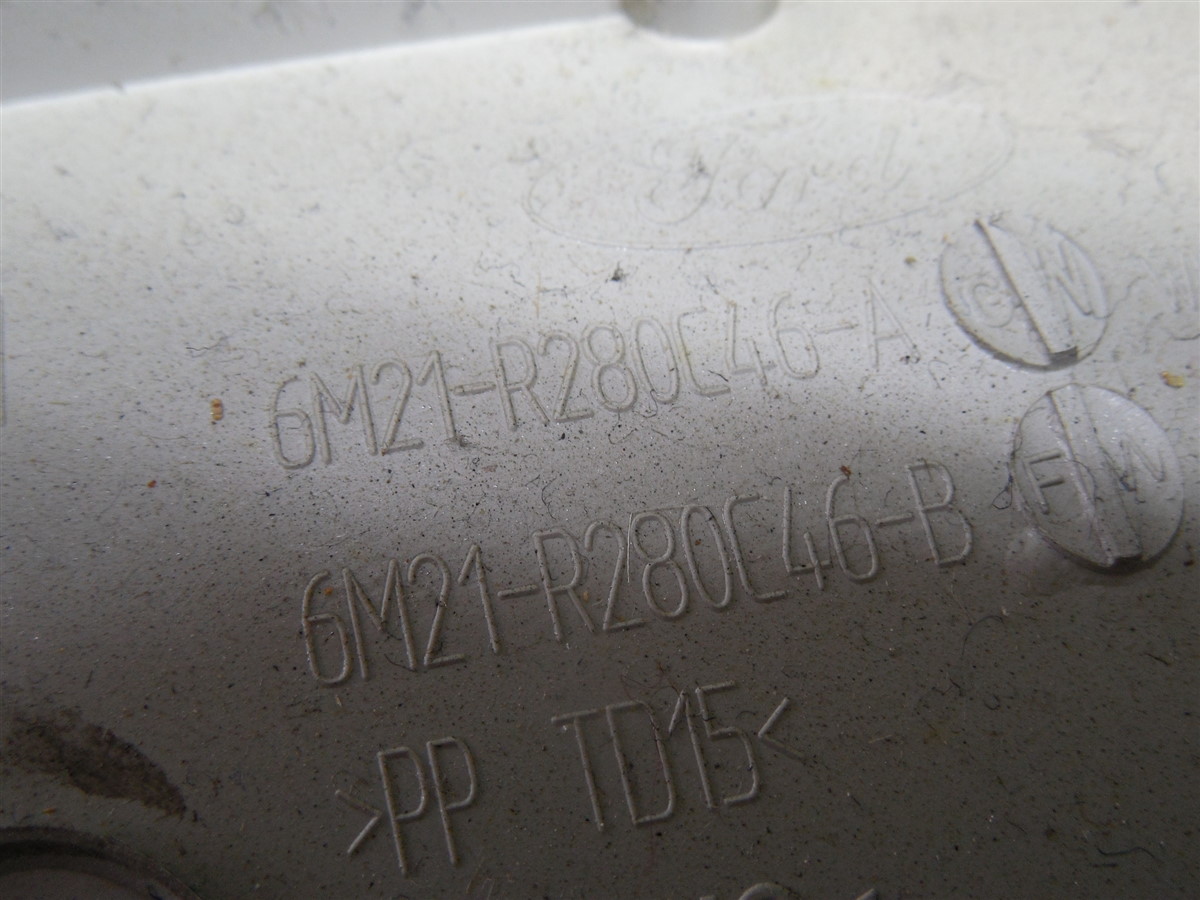 Ford
6M21-R280C46-A
C M
6M21-R280C46-B
F M
>PP TD15<